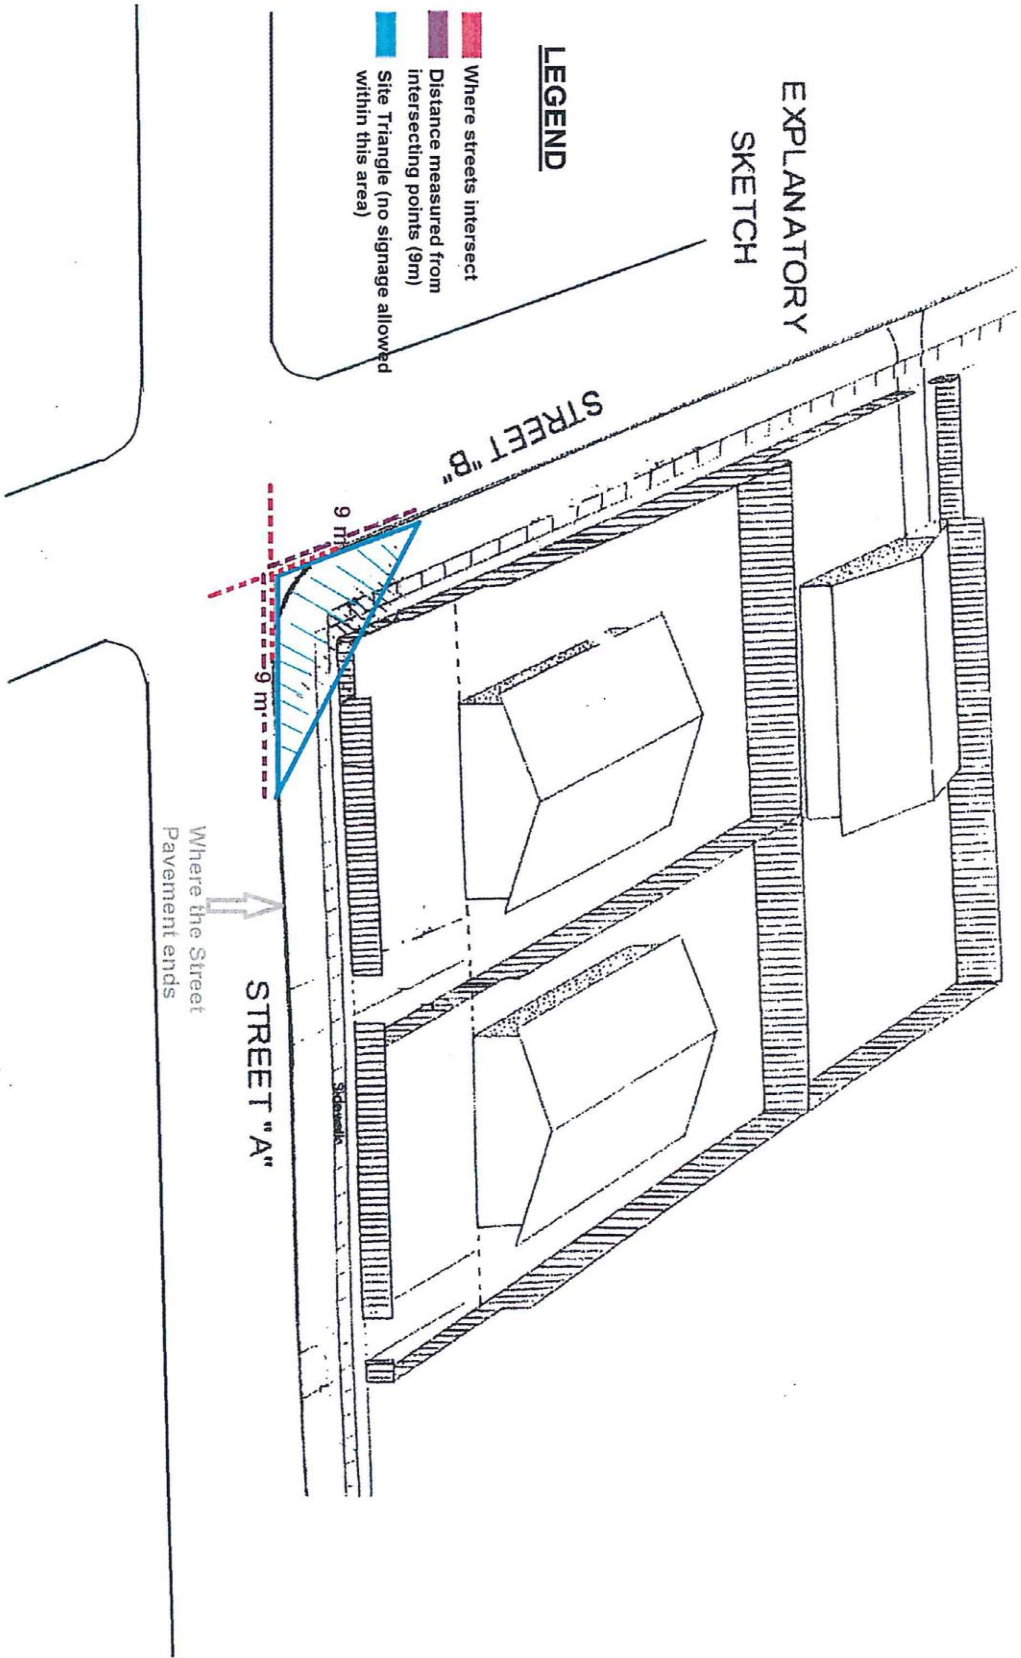 EXPLANATORY
SKETCH
LEGEND
Where streets intersect
Distance measured from
intersecting points (9m)
Site Triangle (no signage allowed
within this area)
STREET "B"
9 m
9 m
Where the Street
Pavement ends
STREET "A"
Sidewalk